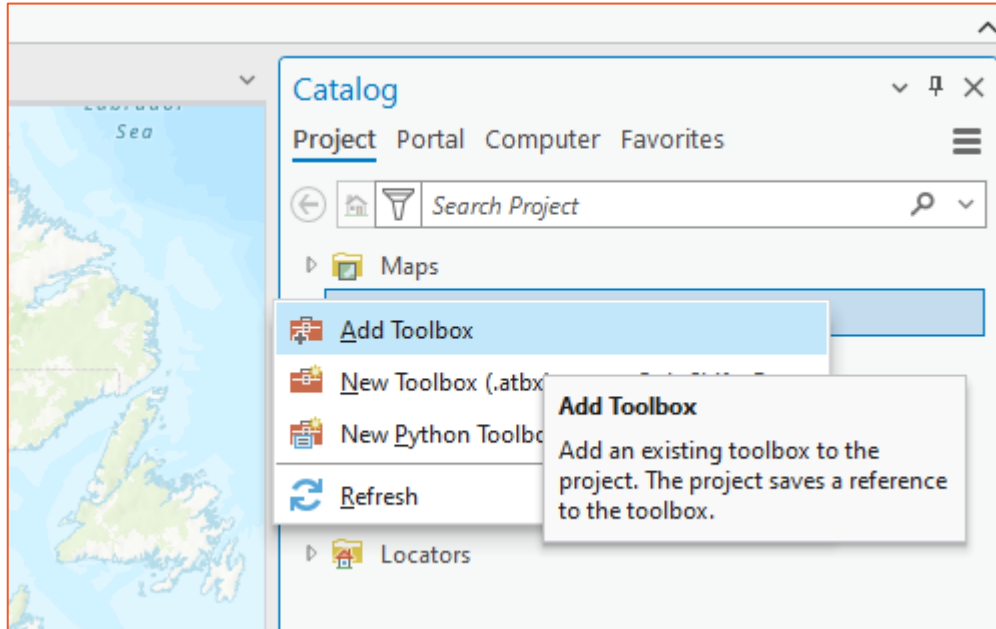 Sea
Catalog
Project Portal Computer Favorites
Search Project
Maps
Add Toolbox
New Toolbox (.atbx)
New Python Toolbox
Refresh
Add Toolbox
Add an existing toolbox to the
project. The project saves a reference
to the toolbox.
Locators